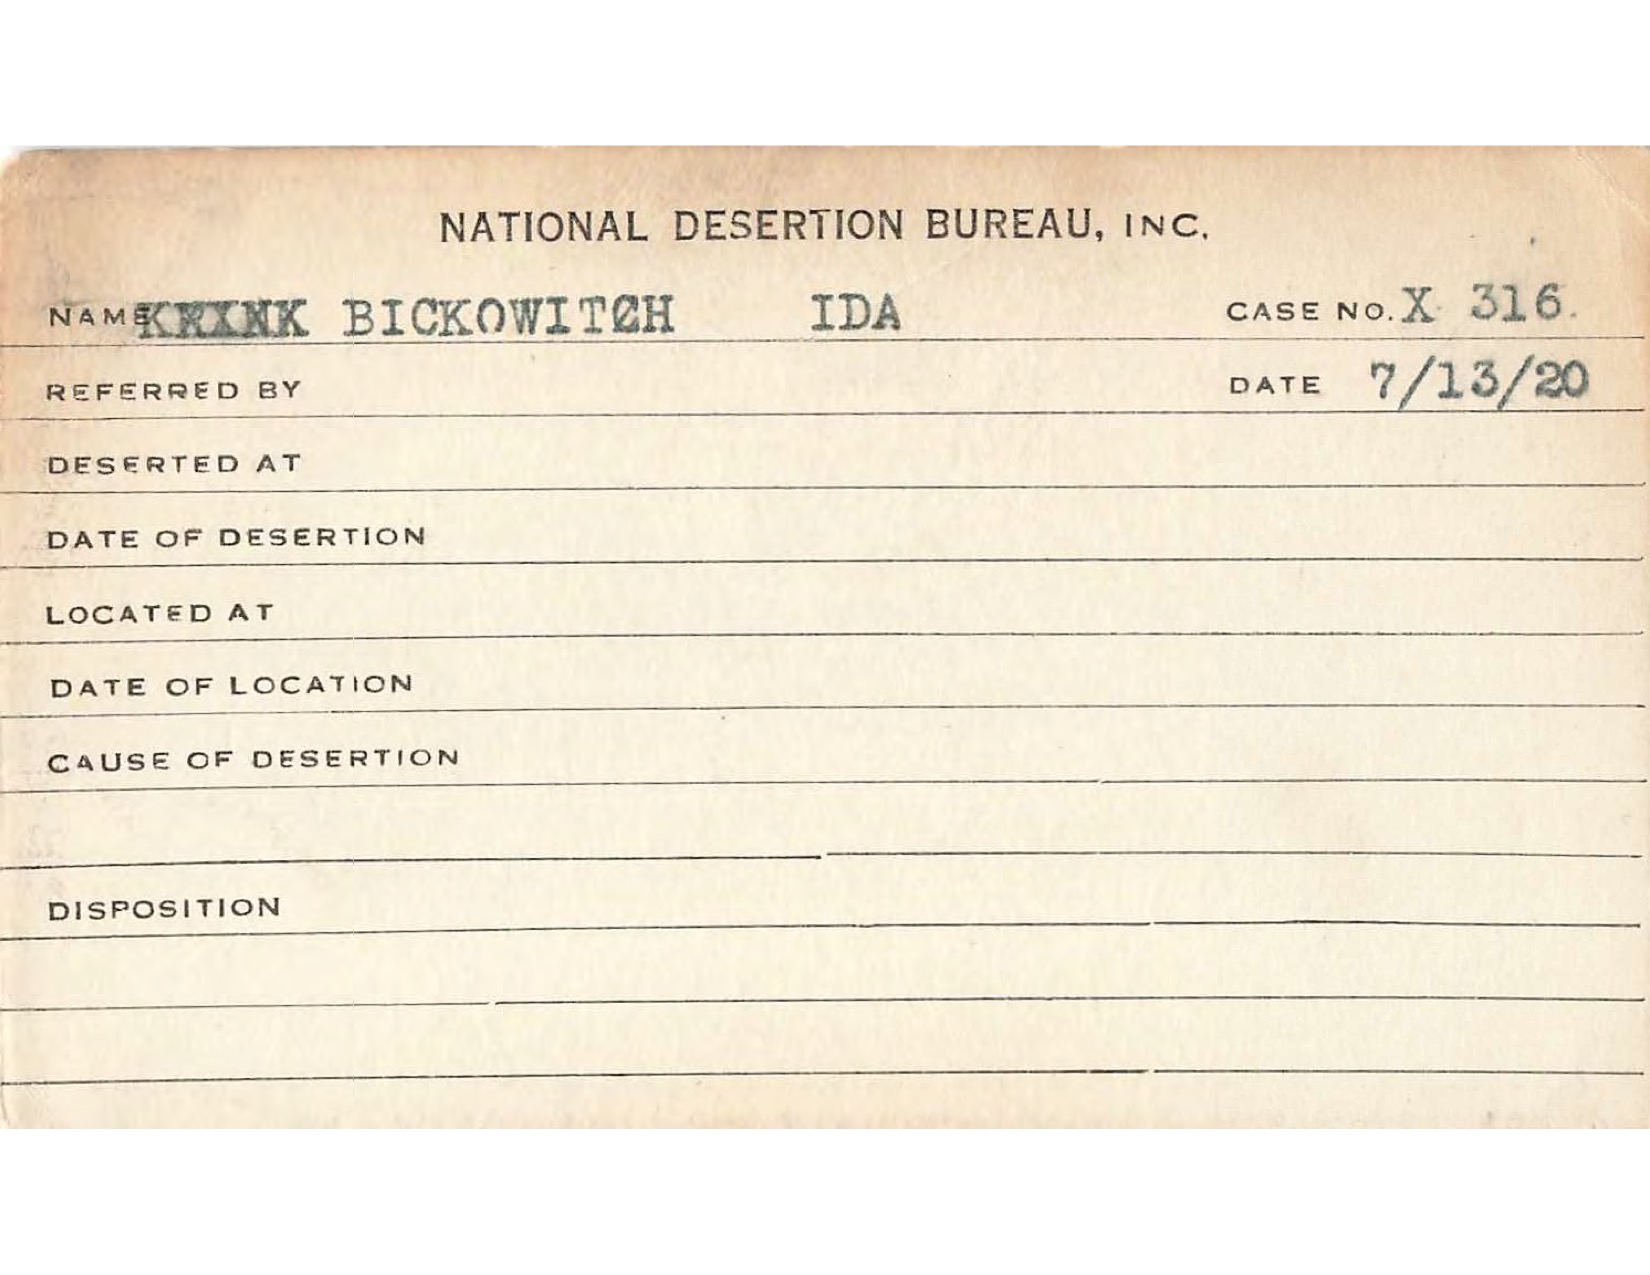 NATIONAL DESERTION BUREAU, INC.
NAME BICKOWITCH IDA CASE NO. X 316.
REFERRED BY DATE 7/13/20
DESERTED AT
DATE OF DESERTION
LOCATED AT
DATE OF LOCATION
CAUSE OF DESERTION
DISPOSITION